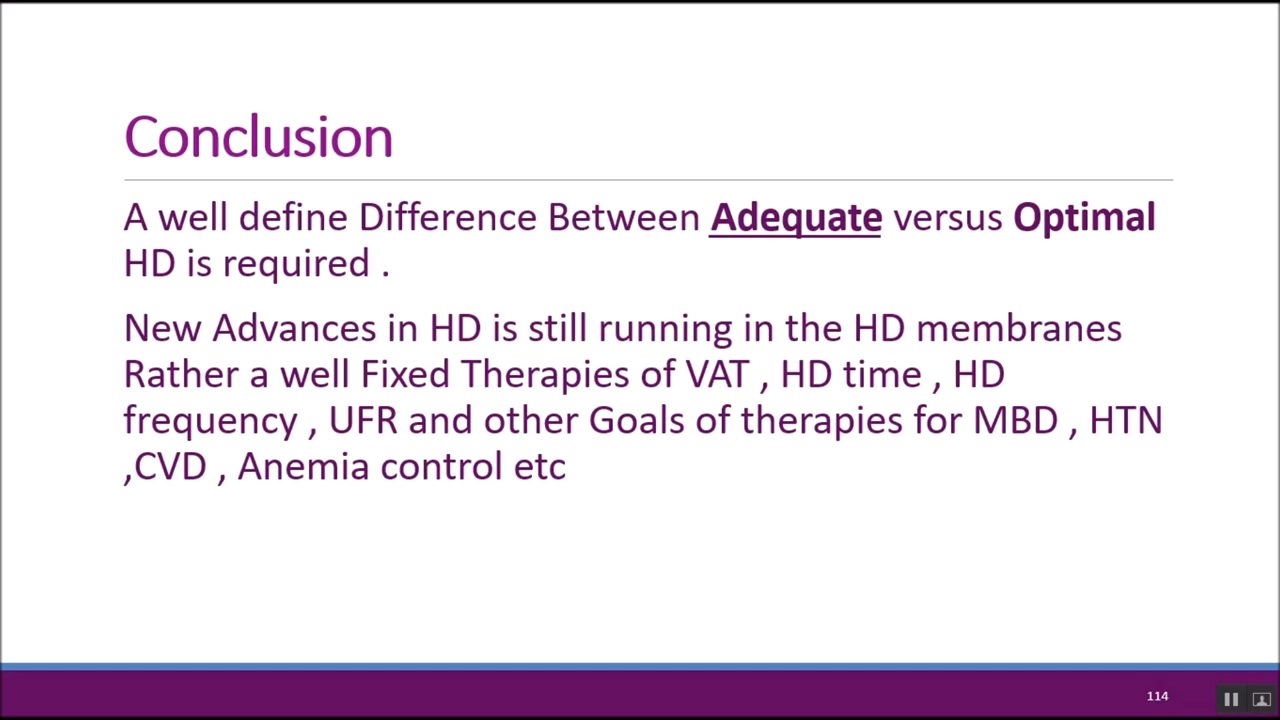 Conclusion
A well define Difference Between Adequate versus Optimal
HD is required .
New Advances in HD is still running in the HD membranes
Rather a well Fixed Therapies of VAT , HD time , HD
frequency , UFR and other Goals of therapies for MBD , HTN
,CVD , Anemia control etc
114